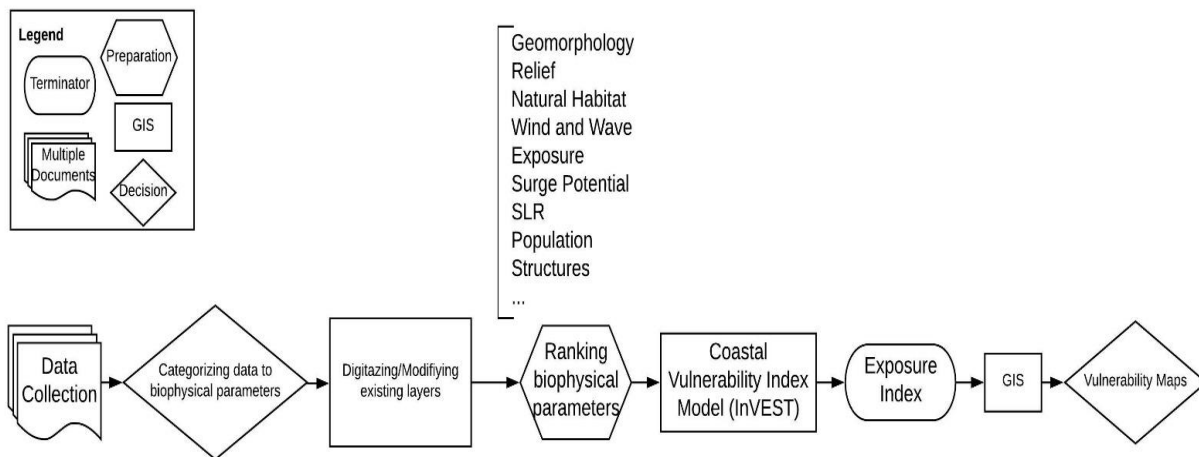 Legend
Preparation
Terminator
GIS
Multiple
Documents
Decision
Geomorphology
Relief
Natural Habitat
Wind and Wave
Exposure
Surge Potential
SLR
Population
Structures
...
Data
Collection
Categorizing data to
biophysical parameters
Digitazing/Modifiying
existing layers
Ranking
biophysical
parameters
Coastal
Vulnerability Index
Model (InVEST)
Exposure
Index
GIS
Vulnerability Maps